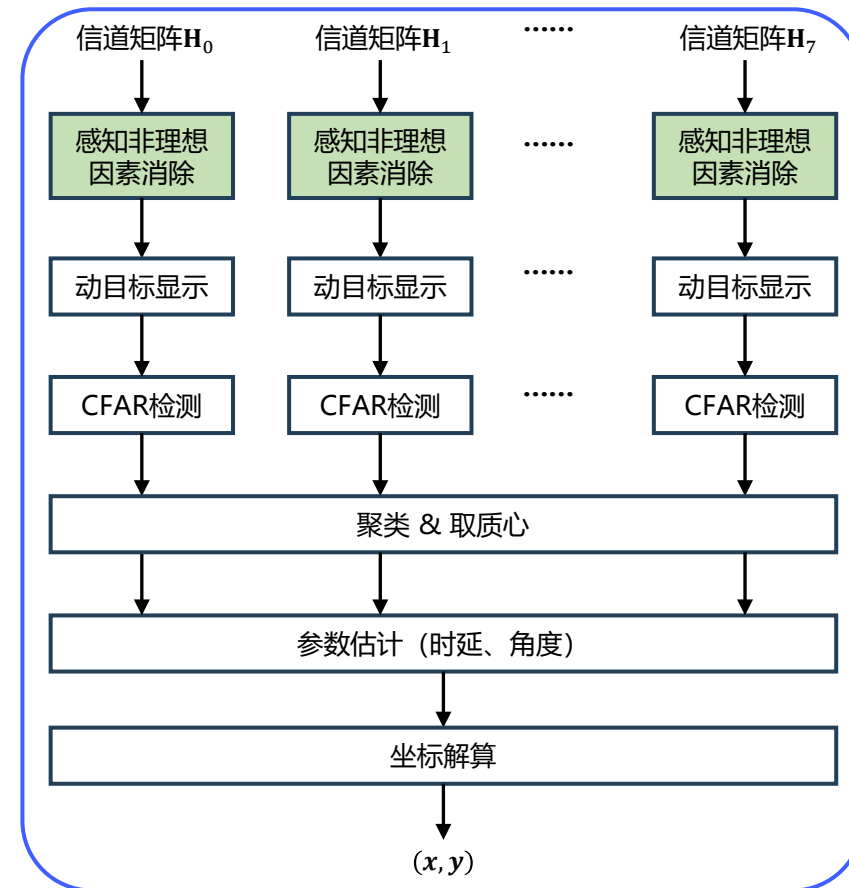 信道矩阵H₀ 信道矩阵H₁ …… 信道矩阵H₇
感知非理想 感知非理想 感知非理想
因素消除 因素消除 …… 因素消除
动目标显示 动目标显示 …… 动目标显示
CFAR检测 CFAR检测 …… CFAR检测
聚类 & 取质心
参数估计（时延、角度）
坐标解算
(x, y)